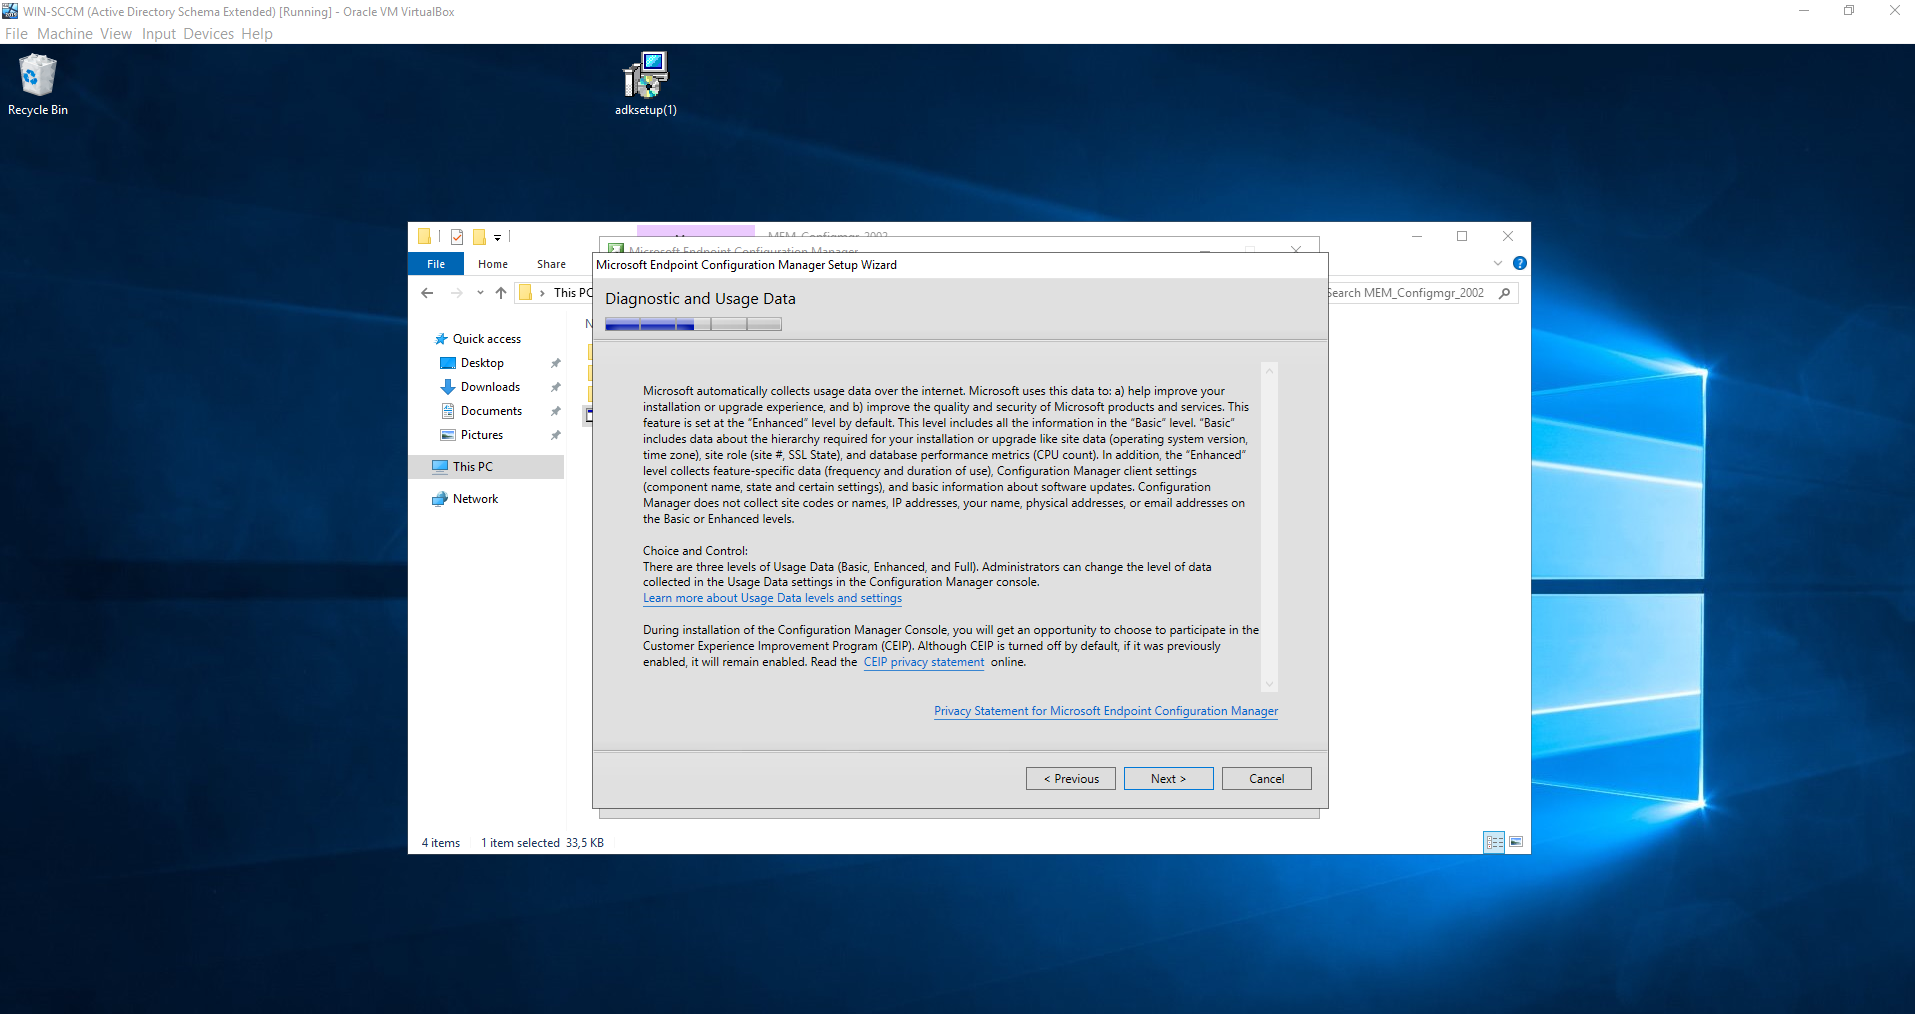 WIN-SCCM (Active Directory Schema Extended) [Running] - Oracle VM VirtualBox
File Machine View Input Devices Help
Recycle Bin
adksetup(1)
MEM_Configmgr_2002
Microsoft Endpoint Configuration Manager
File Home Share
Microsoft Endpoint Configuration Manager Setup Wizard
This PC
Search MEM_Configmgr_2002
Diagnostic and Usage Data
Quick access
Desktop
Downloads
Documents
Pictures
This PC
Network
Microsoft automatically collects usage data over the internet. Microsoft uses this data to: a) help improve your
installation or upgrade experience, and b) improve the quality and security of Microsoft products and services. This
feature is set at the “Enhanced” level by default. This level includes all the information in the “Basic” level. “Basic”
includes data about the hierarchy required for your installation or upgrade like site data (operating system version,
time zone), site role (site #, SSL State), and database performance metrics (CPU count). In addition, the “Enhanced”
level collects feature-specific data (frequency and duration of use), Configuration Manager client settings
(component name, state and certain settings), and basic information about software updates. Configuration
Manager does not collect site codes or names, IP addresses, your name, physical addresses, or email addresses on
the Basic or Enhanced levels.
Choice and Control:
There are three levels of Usage Data (Basic, Enhanced, and Full). Administrators can change the level of data
collected in the Usage Data settings in the Configuration Manager console.
Learn more about Usage Data levels and settings
During installation of the Configuration Manager Console, you will get an opportunity to choose to participate in the
Customer Experience Improvement Program (CEIP). Although CEIP is turned off by default, if it was previously
enabled, it will remain enabled. Read the CEIP privacy statement online.
Privacy Statement for Microsoft Endpoint Configuration Manager
< Previous Next > Cancel
4 items 1 item selected 33,5 KB